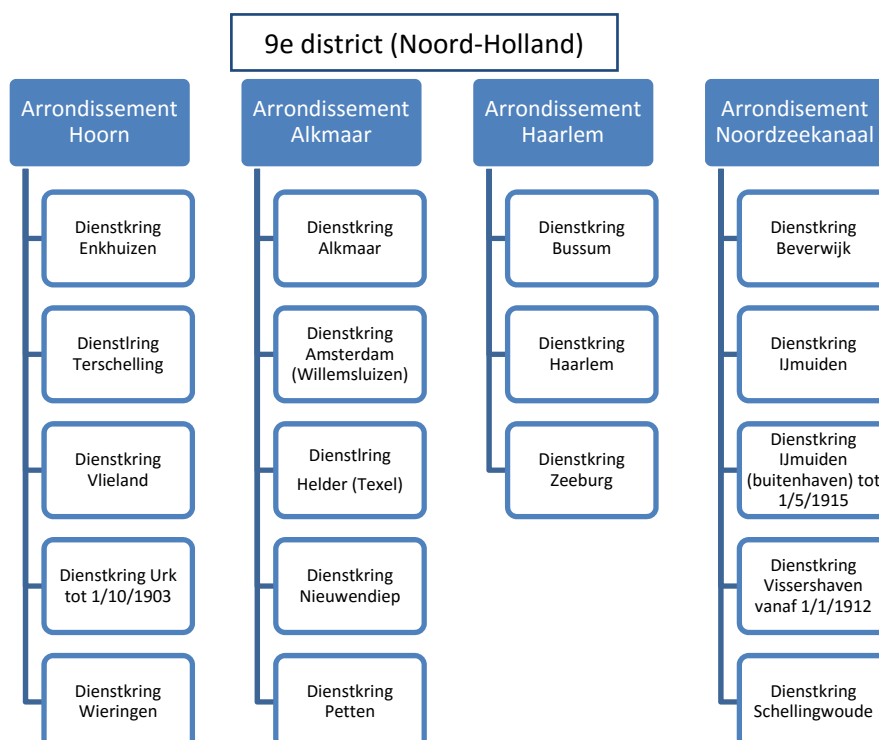 9e district (Noord-Holland)
Arrondissement
Hoorn
Dienstkring
Enkhuizen
Dienstlring
Terschelling
Dienstkring
Vlieland
Dienstkring Urk
tot 1/10/1903
Dienstkring
Wieringen
Arrondissement
Alkmaar
Dienstkring
Alkmaar
Dienstkring
Amsterdam
(Willemsluizen)
Dienstlring
Helder (Texel)
Dienstkring
Nieuwendiep
Dienstkring
Petten
Arrondissement
Haarlem
Dienstkring
Bussum
Dienstkring
Haarlem
Dienstkring
Zeeburg
Arrondisement
Noordzeekanaal
Dienstkring
Beverwijk
Dienstkring
IJmuiden
Dienstkring
IJmuiden
(buitenhaven) tot
1/5/1915
Dienstkring
Vissershaven
vanaf 1/1/1912
Dienstkring
Schellingwoude